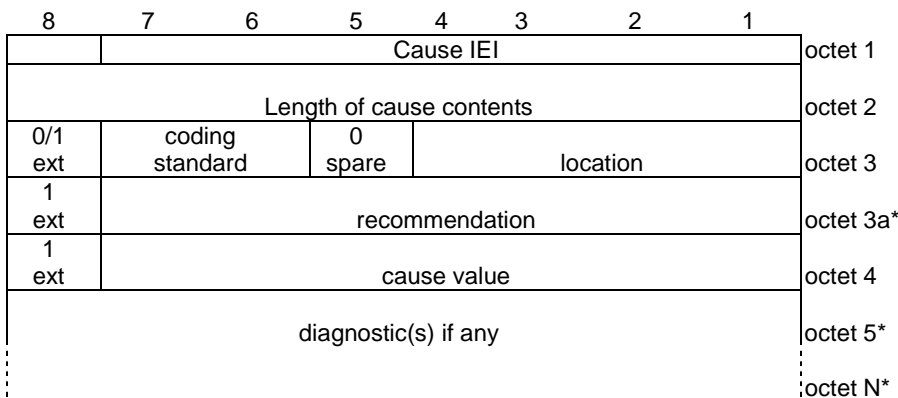 8 7 6 5 4 3 2 1
Cause IEI octet 1
Length of cause contents octet 2
0/1 coding 0
ext standard spare location octet 3
1
ext recommendation octet 3a*
1
ext cause value octet 4
diagnostic(s) if any octet 5*
octet N*